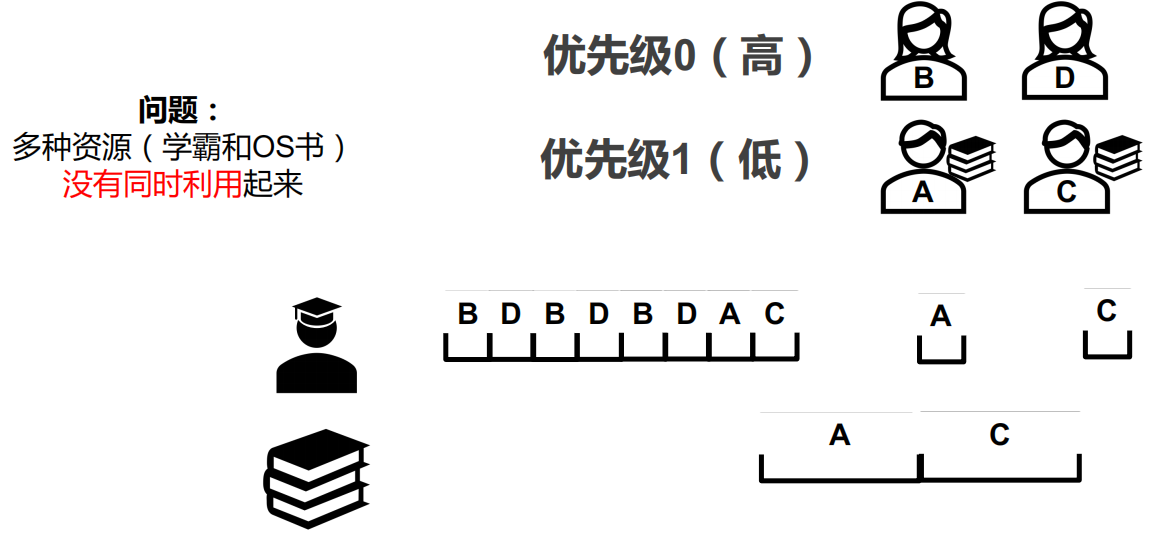 优先级0（高）
B
D
问题：
多种资源（学霸和OS书）
没有同时利用起来
优先级1（低）
A
C
B D B D B D A C
A
C
A
C